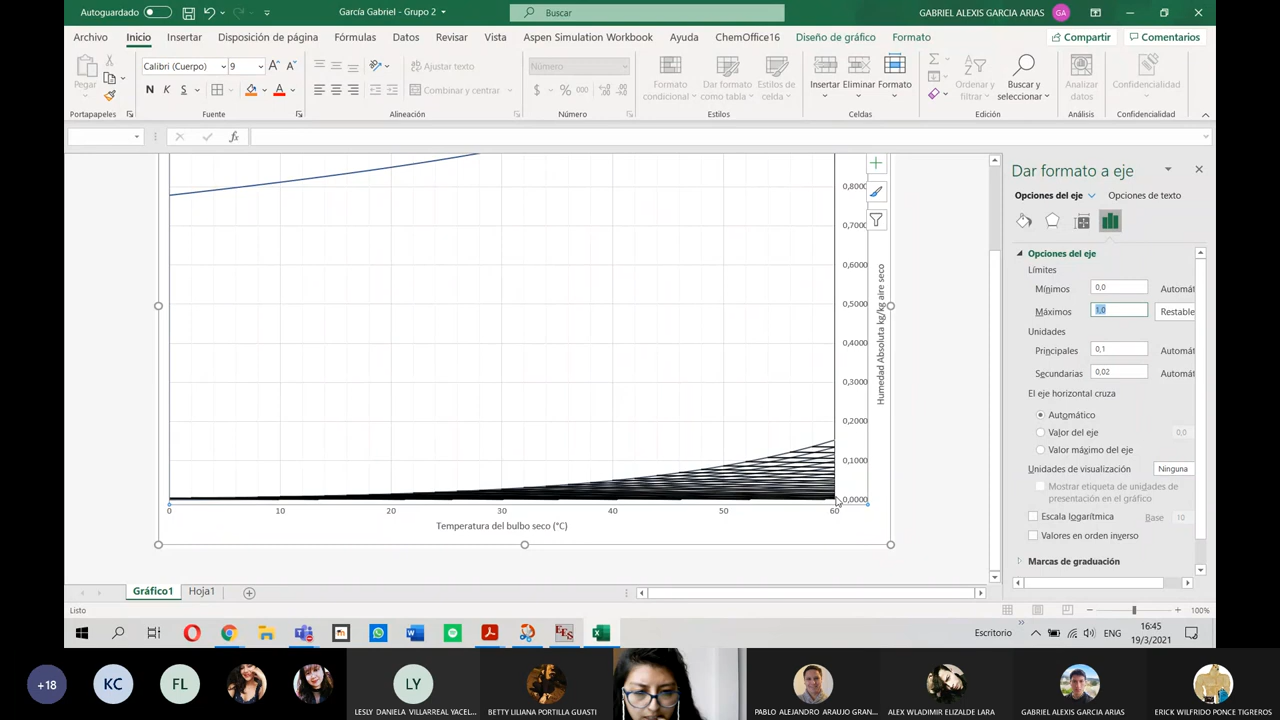 Autoguardado
García Gabriel - Grupo 2
Buscar
GABRIEL ALEXIS GARCIA ARIAS
GA
Archivo Inicio Insertar Disposición de página Fórmulas Datos Revisar Vista Aspen Simulation Workbook Ayuda ChemOffice16 Diseño de gráfico Formato
Compartir Comentarios
Pegar
Calibri (Cuerpo) 9
N K S
Ajustar texto
Combinar y centrar
Número
$ % 000
Formato condicional
Dar formato como tabla
Estilos de celda
Insertar Eliminar Formato
Ordenar y filtrar
Buscar y seleccionar
Analizar datos
Confidencialidad
Portapapeles Fuente Alineación Número Estilos Celdas Edición Análisis Confidencialidad
fx
0,8000
0,7000
0,6000
0,5000
0,4000
0,3000
0,2000
0,1000
0,0000
Humedad Absoluta kg/kg aire seco
0 10 20 30 40 50 60
Temperatura del bulbo seco (°C)
Dar formato a eje
Opciones del eje Opciones de texto
Opciones del eje
Límites
Mínimos 0,0 Automá
Máximos 1,0 Restable
Unidades
Principales 0,1 Automá
Secundarias 0,02 Automá
El eje horizontal cruza
Automático
Valor del eje 0,0
Valor máximo del eje
Unidades de visualización Ninguna
Mostrar etiqueta de unidades de presentación en el gráfico
Escala logarítmica Base 10
Valores en orden inverso
Marcas de graduación
Gráfico1 Hoja1
Listo
100%
Escritorio
ENG
16:45
19/3/2021
+18
KC
FL
LY
LESLY DANIELA VILLARREAL YACEL...
BETTY LILIANA PORTILLA GUASTI
PABLO ALEJANDRO ARAUJO GRAN...
ALEX WLADIMIR ELIZALDE LARA
GABRIEL ALEXIS GARCIA ARIAS
ERICK WILFRIDO PONCE TIGREROS